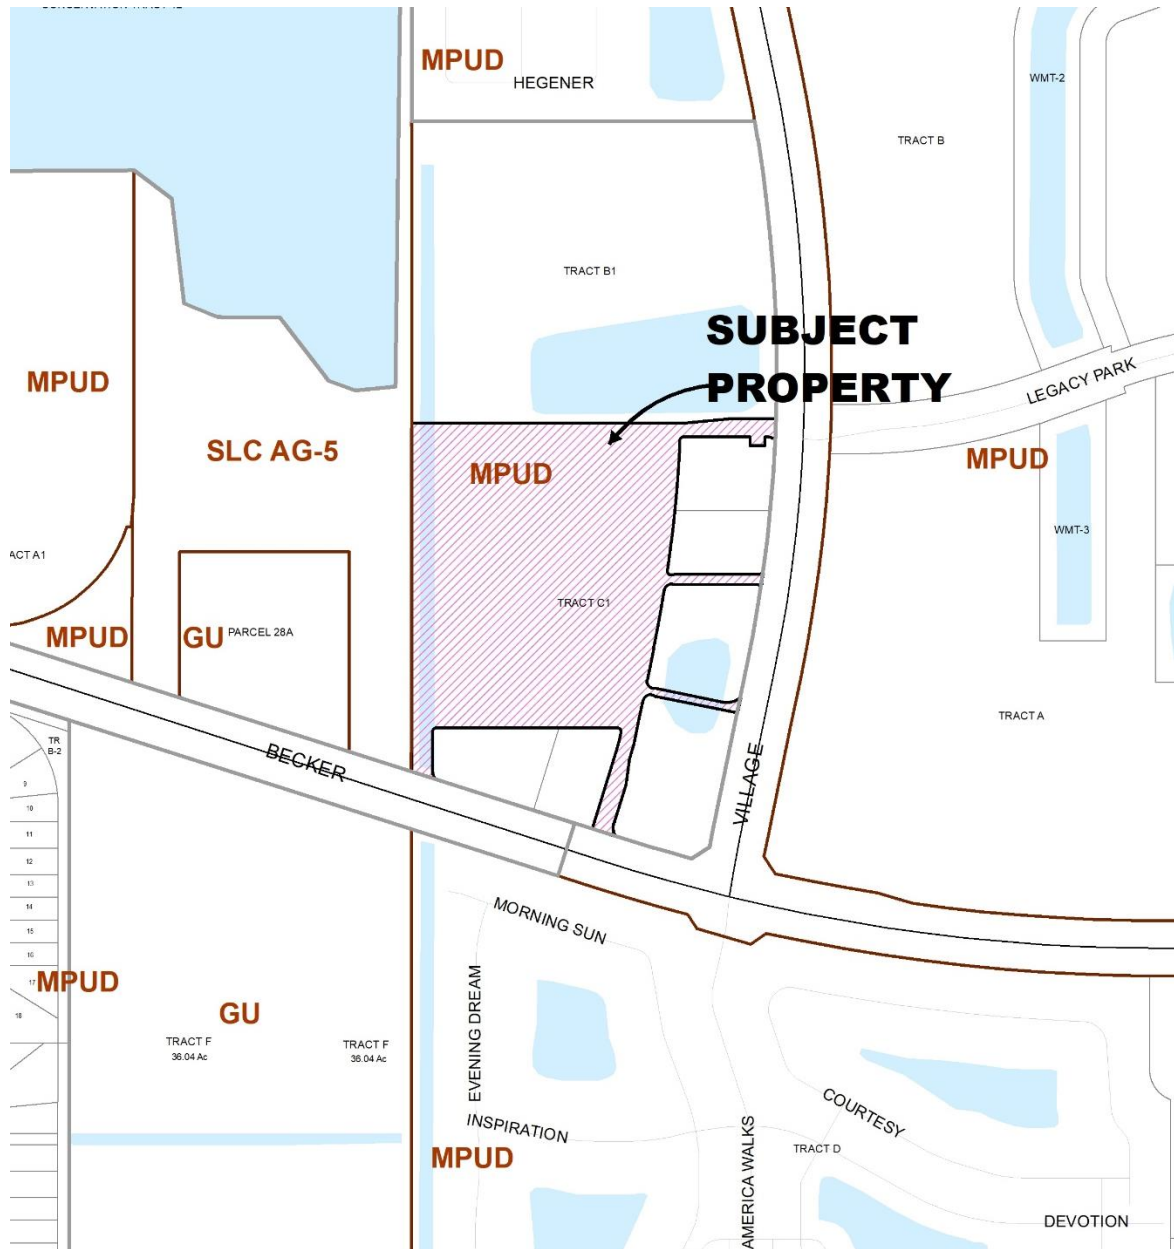 MPUD
HEGENER
WMT-2
TRACT B
TRACT B1
SUBJECT
PROPERTY
LEGACY PARK
MPUD
SLC AG-5
MPUD
MPUD
WMT-3
TRACT C1
MPUD
GU
PARCEL 28A
TRACT A
TR
B-2
BECKER
VILLAGE
9
10
11
12
13
14
15
16
17
18
MORNING SUN
MPUD
GU
EVENING DREAM
TRACT F
36.04 Ac
TRACT F
36.04 Ac
COURTESY
INSPIRATION
MPUD
AMERICA WALKS
TRACT D
DEVOTION